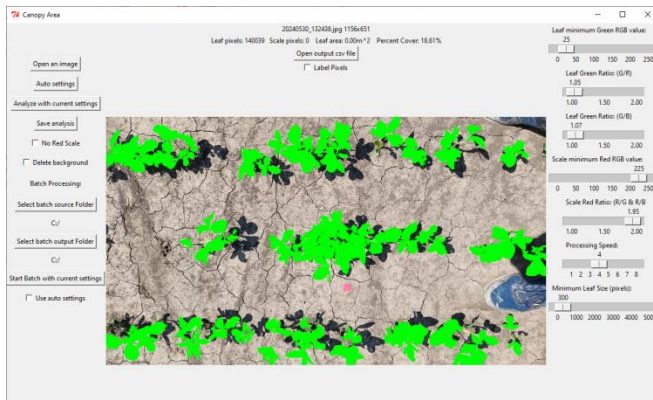 Canopy Area
20240530_132438.jpg 1156x651
Leaf pixels: 140039 Scale pixels: 0 Leaf area: 0.00m^2 Percent Cover: 18.61%
Open output csv file
Label Pixels
Open an image
Auto settings
Analyze with current settings
Save analysis
No Red Scale
Delete background
Batch Processing:
Select batch source Folder
C:/
Select batch output Folder
C:/
Start Batch with current settings
Use auto settings
Leaf minimum Green RGB value:
25
0 50 100 150 200 250
Leaf Green Ratio: (G/R)
1.05
1.00 1.50 2.00
Leaf Green Ratio: (G/B)
1.07
1.00 1.50 2.00
Scale minimum Red RGB value:
225
0 50 100 150 200 250
Scale Red Ratio: (R/G & R/B
1.95
1.00 1.50 2.00
Processing Speed:
4
1 2 3 4 5 6 7 8
Minimum Leaf Size (pixels):
300
0 1000 2000 3000 4000 500